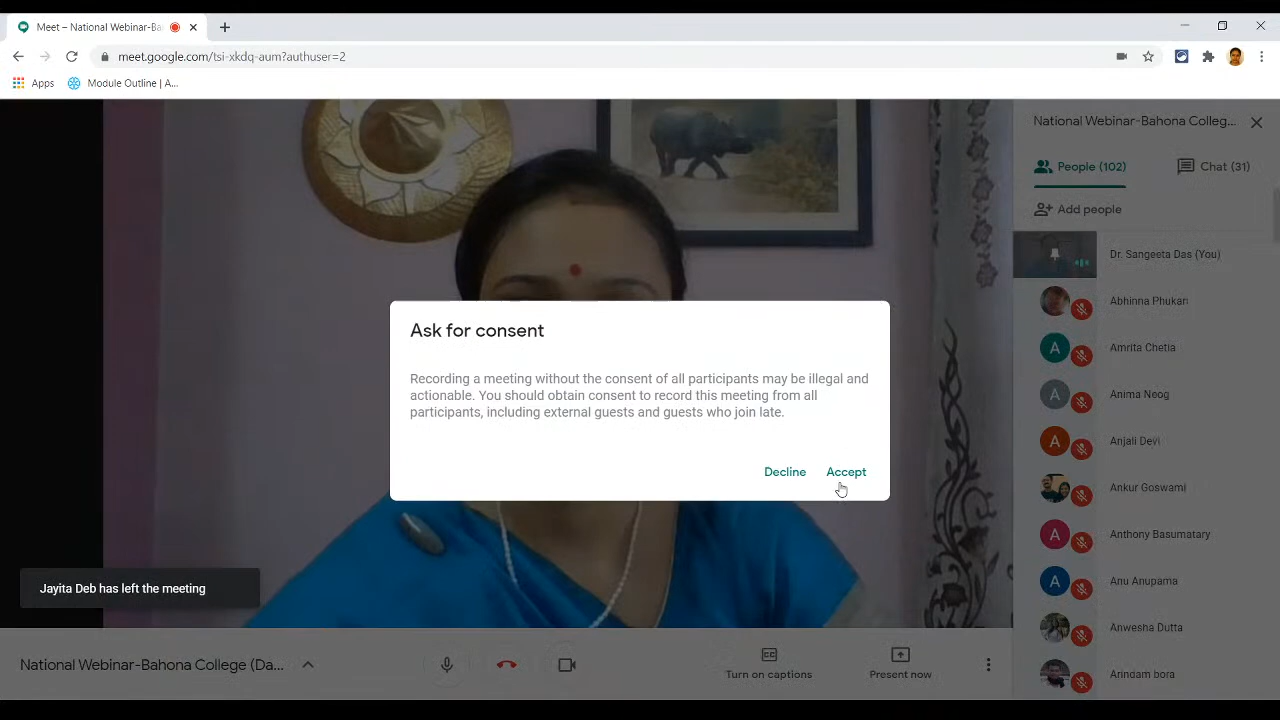 Meet – National Webinar-Ba
meet.google.com/tsi-xkdq-aum?authuser=2
Apps
Module Outline | A...
National Webinar-Bahona Colleg...
People (102)
Chat (31)
Add people
Dr. Sangeeta Das (You)
Abhinna Phukan
A
Amrita Chetia
A
Anima Neog
A
Anjali Devi
Ankur Goswami
A
Anthony Basumatary
A
Anu Anupama
Anwesha Dutta
Arindam bora
Ask for consent
Recording a meeting without the consent of all participants may be illegal and
actionable. You should obtain consent to record this meeting from all
participants, including external guests and guests who join late.
Decline
Accept
Jayita Deb has left the meeting
National Webinar-Bahona College (Da...
Turn on captions
Present now